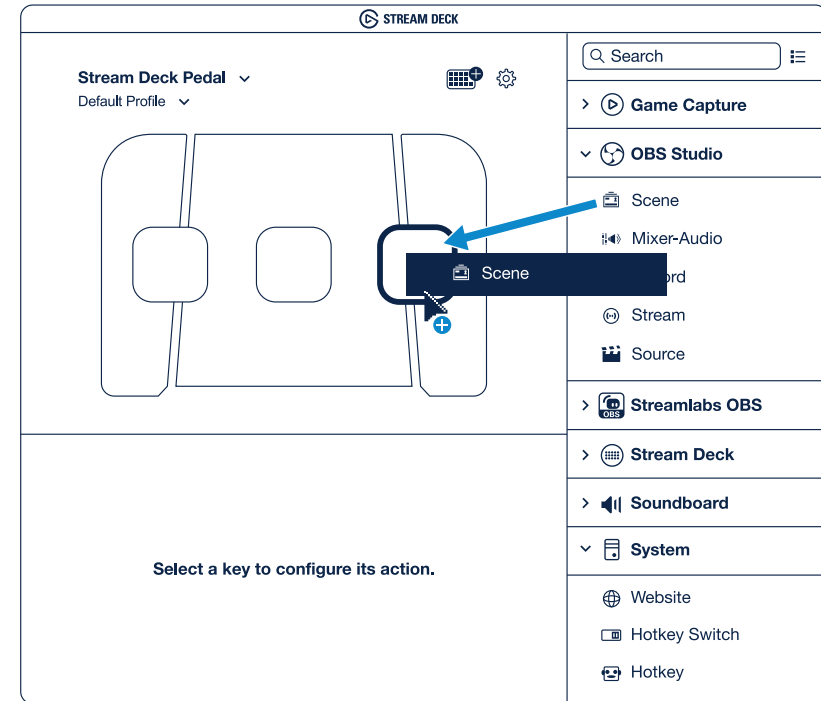 STREAM DECK
Stream Deck Pedal
Default Profile
Select a key to configure its action.
Search
Game Capture
OBS Studio
Scene
Mixer-Audio
Scene
ord
Stream
Source
OBS
Streamlabs OBS
Stream Deck
Soundboard
System
Website
Hotkey Switch
Hotkey